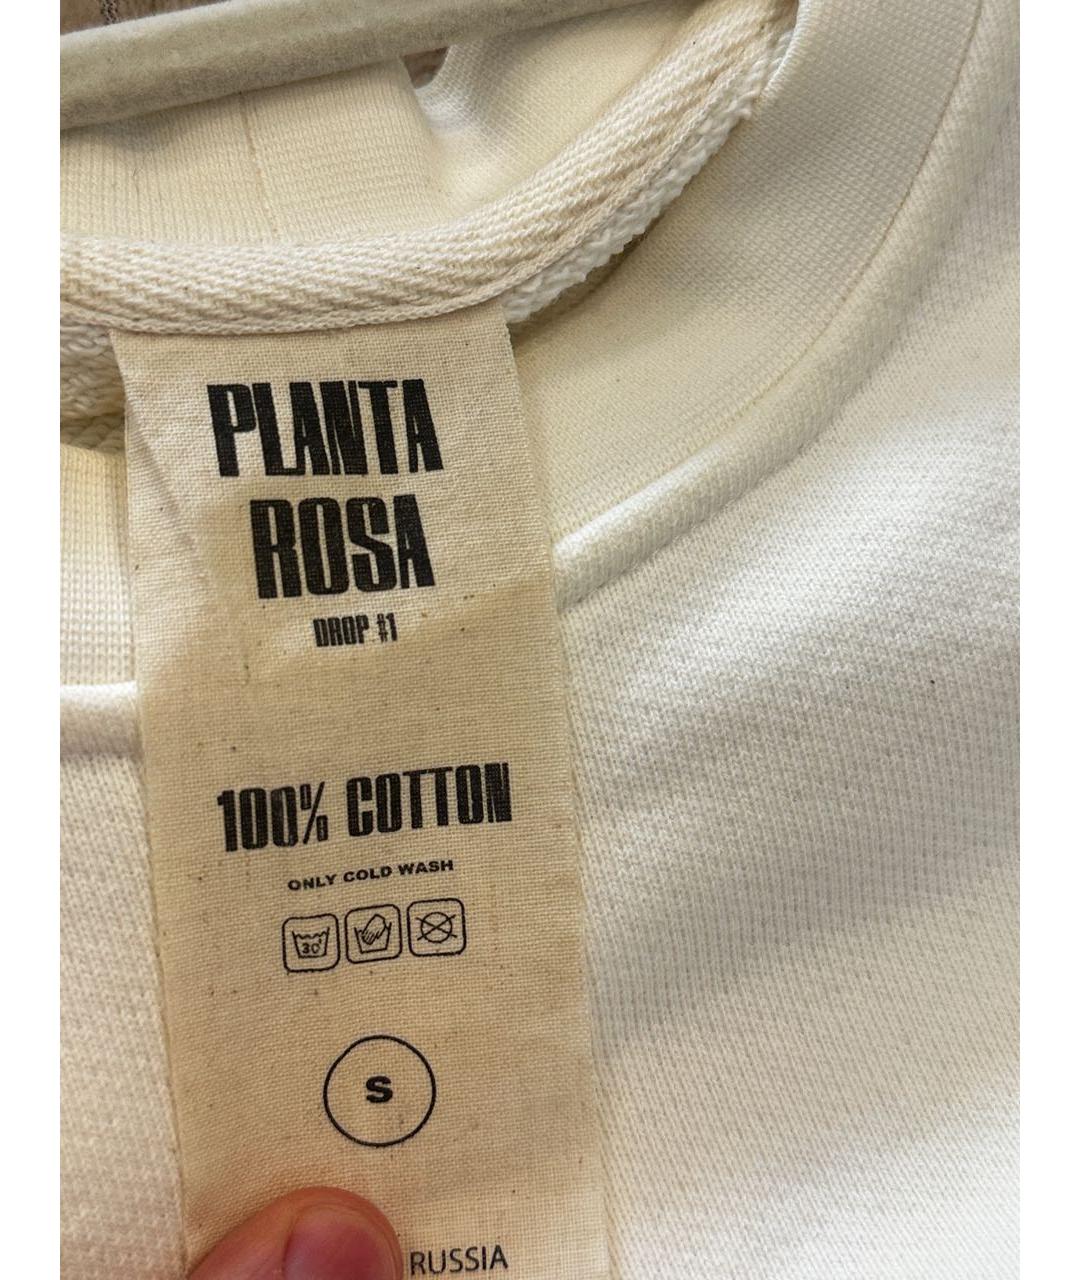 PLANTA
ROSA
DROP #1
100% COTTON
ONLY COLD WASH
30°
S
RUSSIA